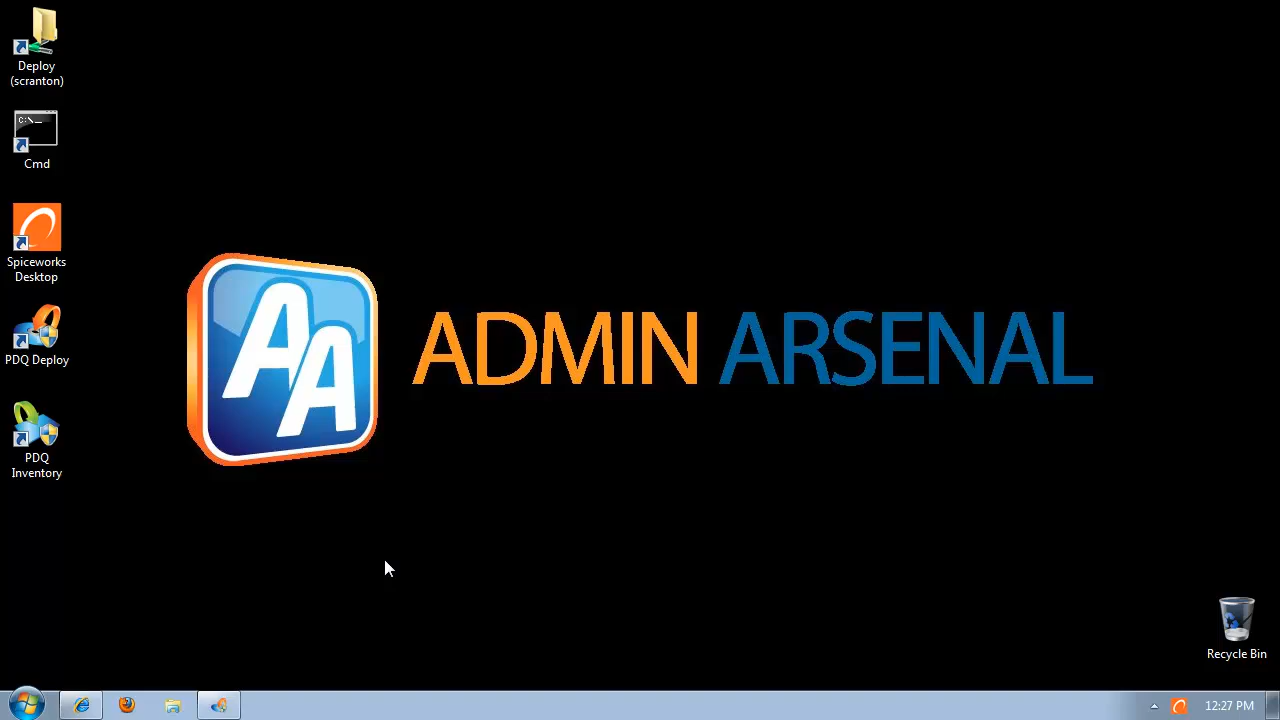 Deploy
(scranton)
C:\_
Cmd
Spiceworks
Desktop
PDQ Deploy
PDQ
Inventory
AA
ADMIN ARSENAL
Recycle Bin
12:27 PM